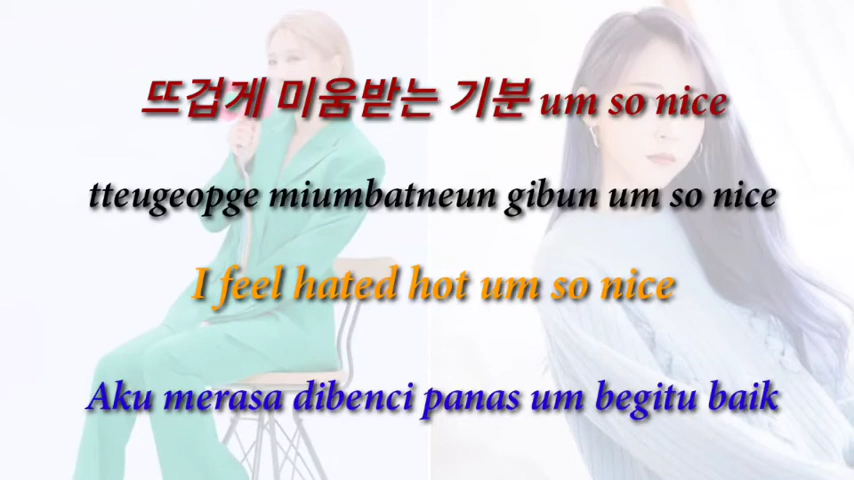 뜨겁게 미움받는 기분 um so nice
tteugeopge miumbatneun gibun um so nice
I feel hated hot um so nice
Aku merasa dibenci panas um begitu baik